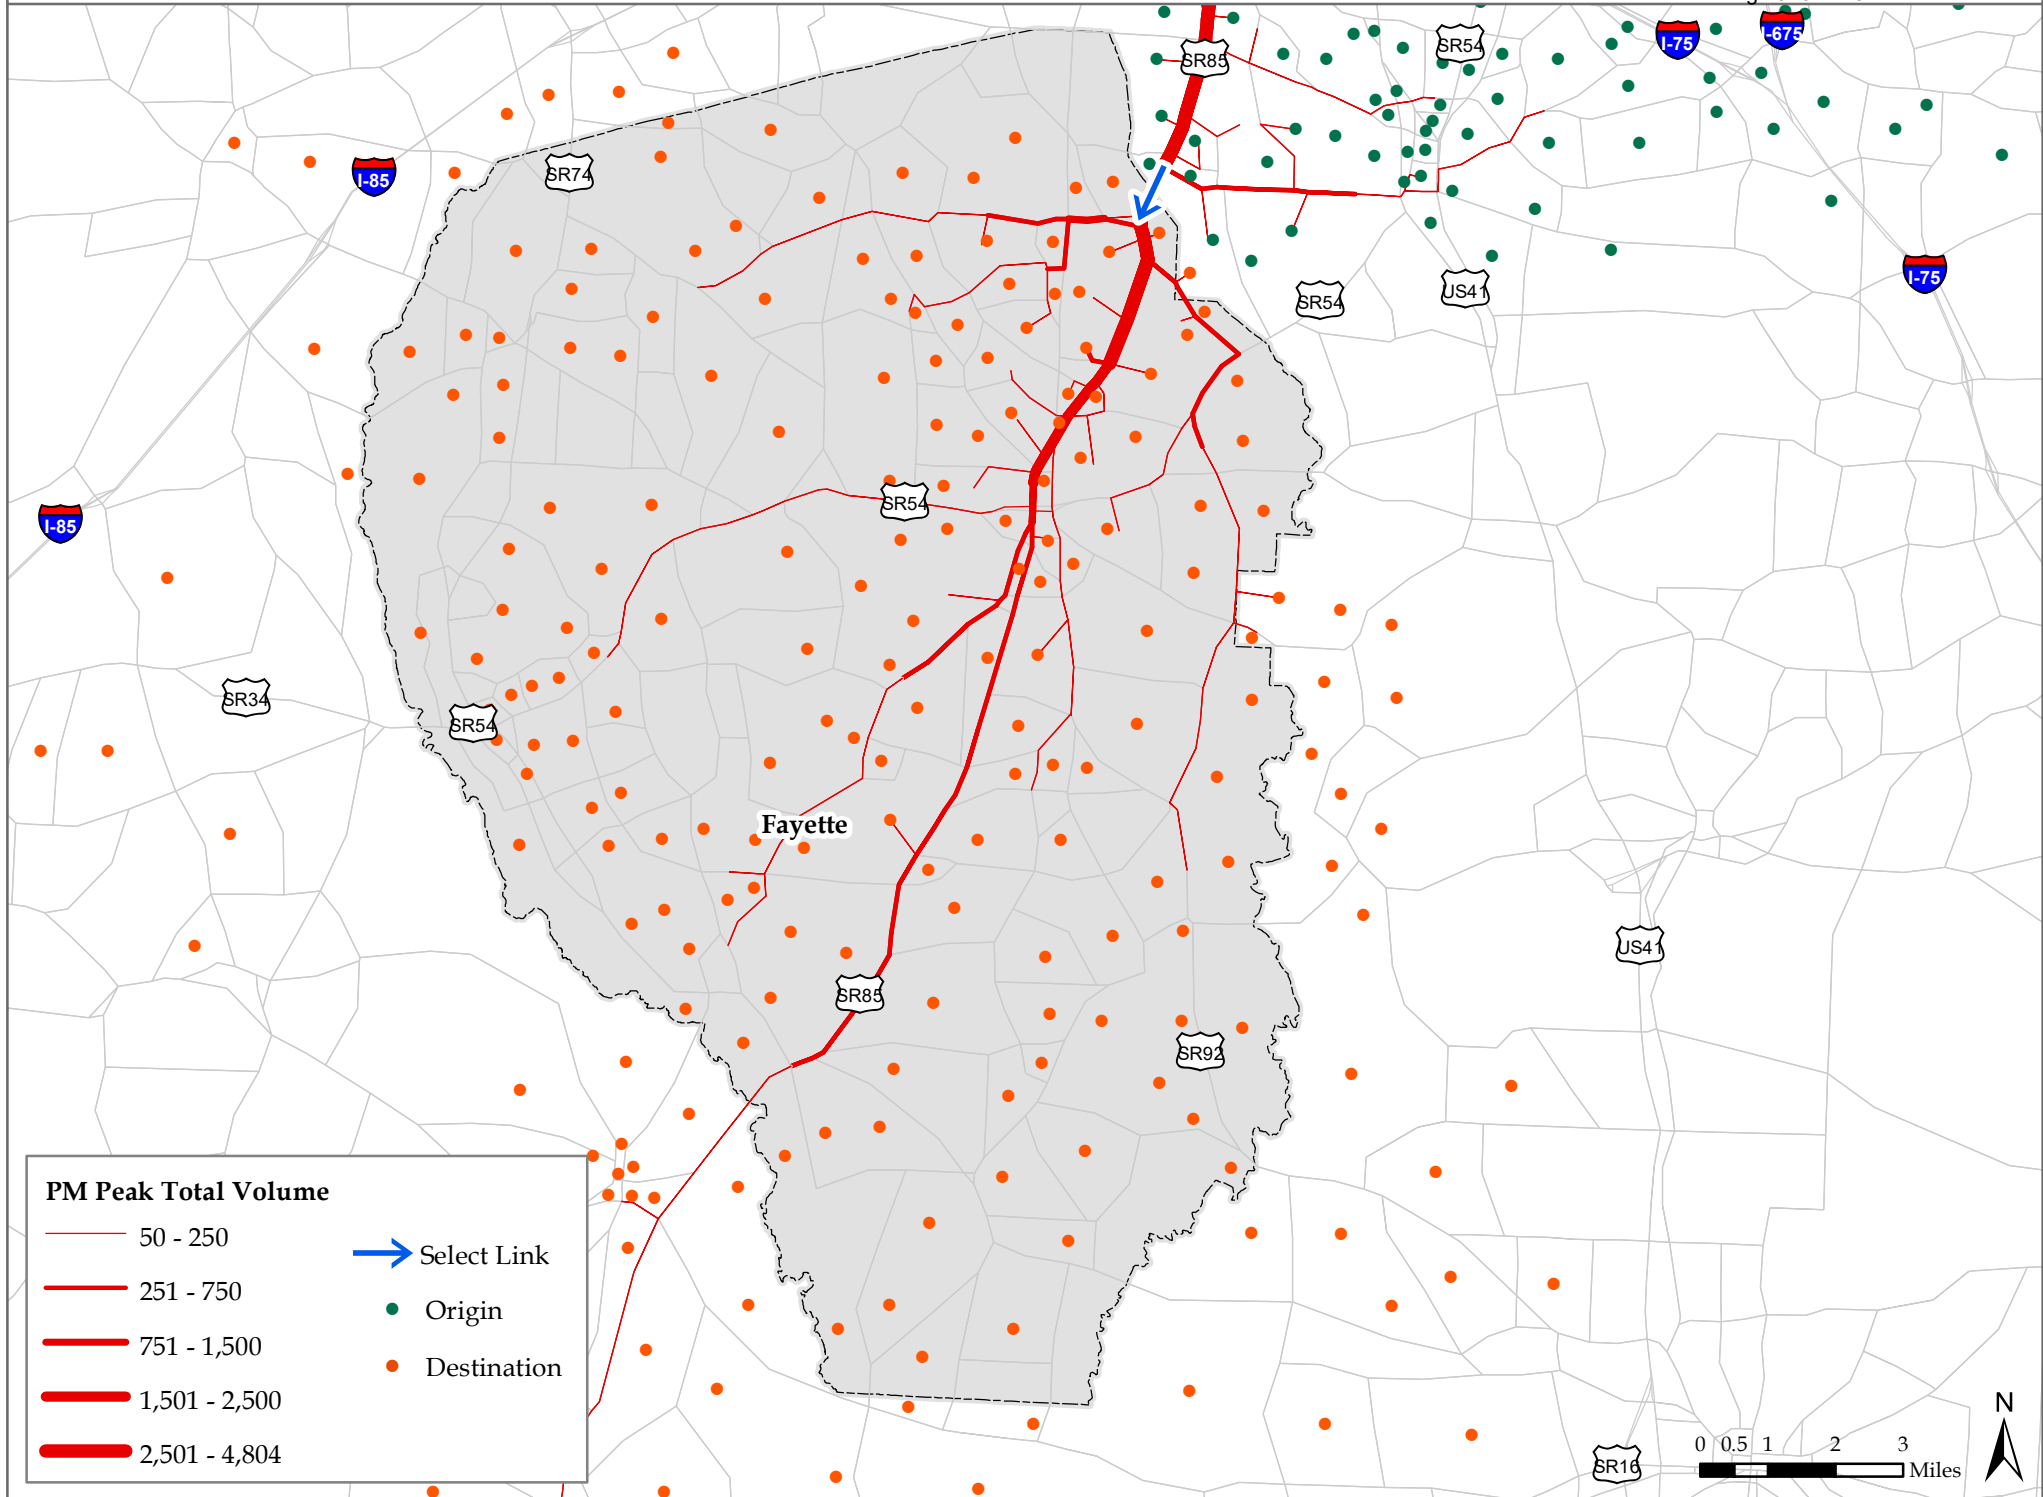 SR85
SR54
I-75
I-675
SR74
I-85
I-75
SR54
US41
SR54
I-85
SR34
SR54
Fayette
US41
SR85
SR92
PM Peak Total Volume
50 - 250
251 - 750
751 - 1,500
1,501 - 2,500
2,501 - 4,804
Select Link
Origin
Destination
N
0 0.5 1 2 3
Miles
SR16